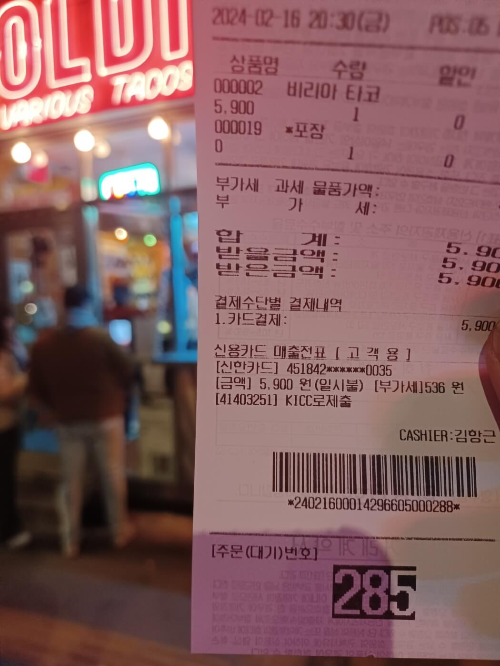 OLDI
VARIOUS TACOS
2024-02-16 20:30(금) POS:05
상품명 수량 할인
000002 비리아 타코
5,900 1 0
000019 *포장
0 1 0
부가세 과세 물품가액:
부 가 세:
합 계: 5.90
받을금액: 5.90
받은금액: 5.90
결제수단별 결제내역
1.카드결제: 5,900
신용카드 매출전표 [ 고 객 용 ]
[신한카드] 451842******0035
[금액] 5,900 원(일시불) [부가세]536 원
[41403251] KICC로제출
CASHIER:김항근
*24021600014296605000288*
[주문(대기)번호]
285